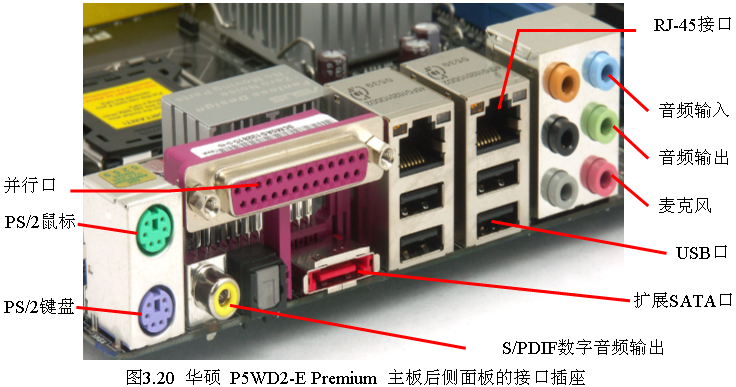 RJ-45接口
音频输入
音频输出
并行口
麦克风
PS/2鼠标
USB口
PS/2键盘
扩展SATA口
S/PDIF数字音频输出
图3.20 华硕 P5WD2-E Premium 主板后侧面板的接口插座